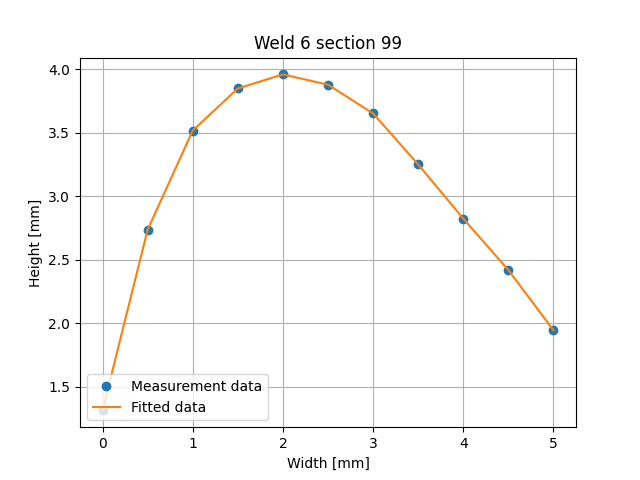 Weld 6 section 99
Height [mm]
4.0
3.5
3.0
2.5
2.0
1.5
Measurement data
Fitted data
0 1 2 3 4 5
Width [mm]